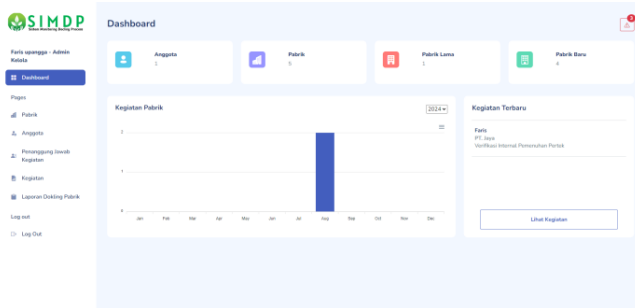 SIMDP
Sistem Monitoring Docking Process
Faris upangga - Admin
Kelola
Dashboard
Pages
Pabrik
Anggota
Penanggung Jawab
Kegiatan
Kegiatan
Laporan Dokling Pabrik
Log out
Log Out
Dashboard
3
Anggota
1
Pabrik
5
Pabrik Lama
1
Pabrik Baru
4
Kegiatan Pabrik
2024
2
1
0
Jan Feb Mar Apr May Jun Jul Aug Sep Oct Nov Dec
Kegiatan Terbaru
Faris
PT. Jaya
Verifikasi Internal Pemenuhan Pertek
Lihat Kegiatan